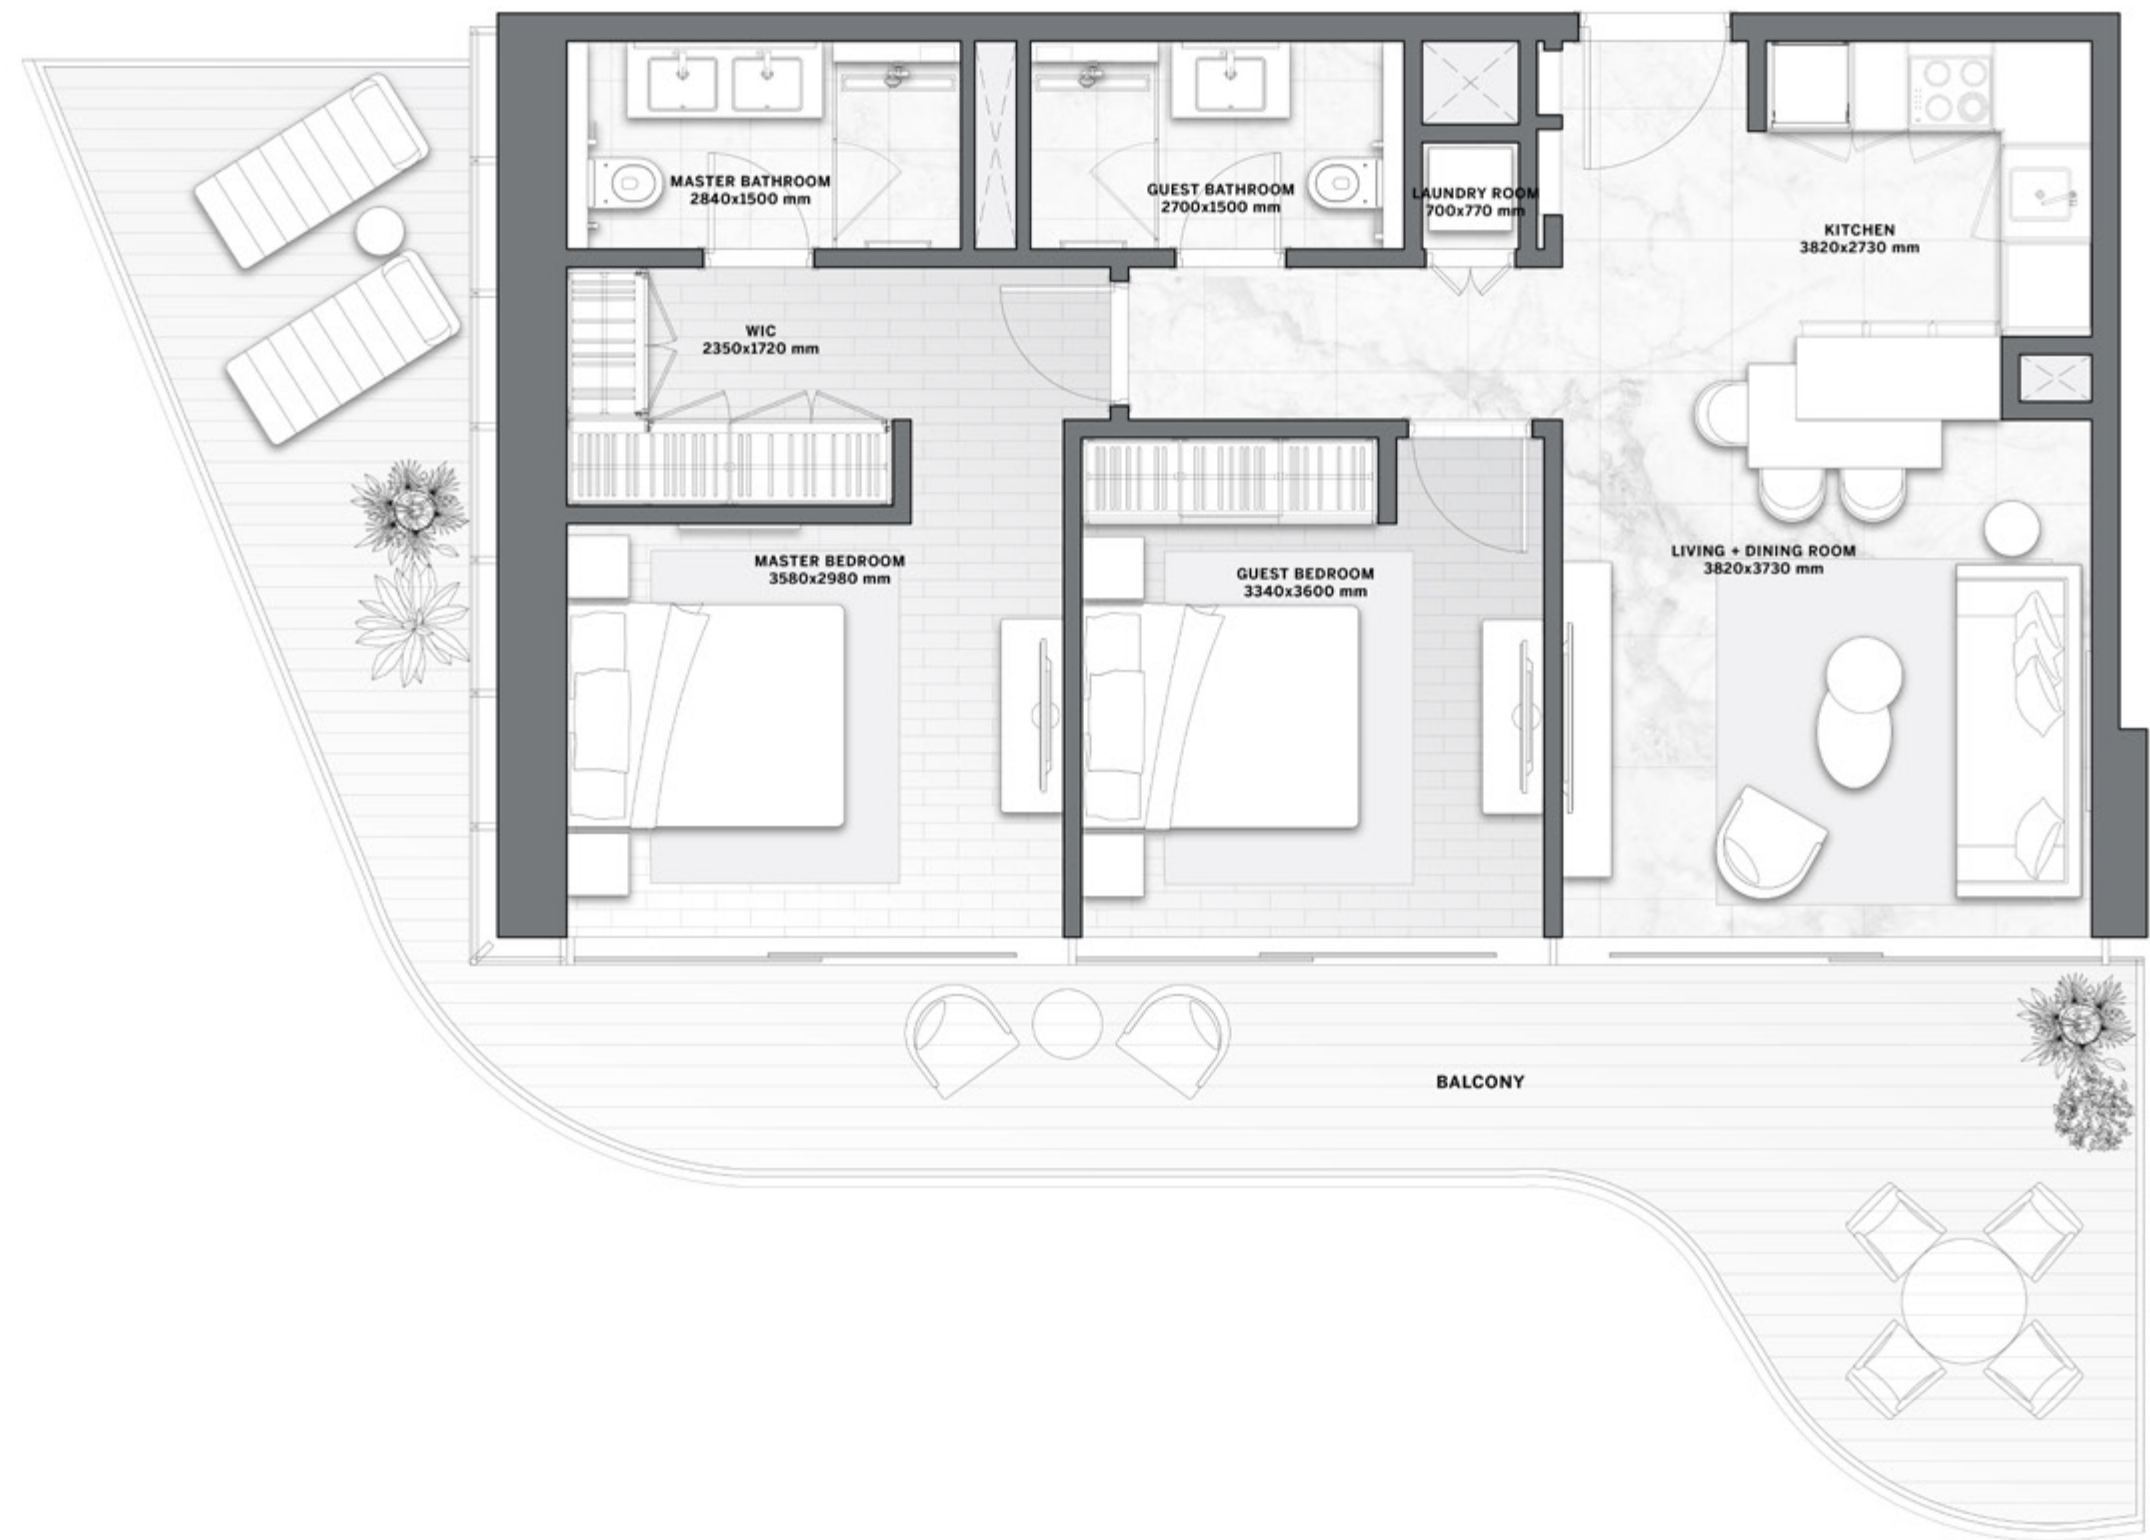 MASTER BATHROOM
2840x1500 mm
GUEST BATHROOM
2700x1500 mm
LAUNDRY ROOM
700x770 mm
KITCHEN
3820x2730 mm
WIC
2350x1720 mm
MASTER BEDROOM
3580x2980 mm
GUEST BEDROOM
3340x3600 mm
LIVING + DINING ROOM
3820x3730 mm
BALCONY